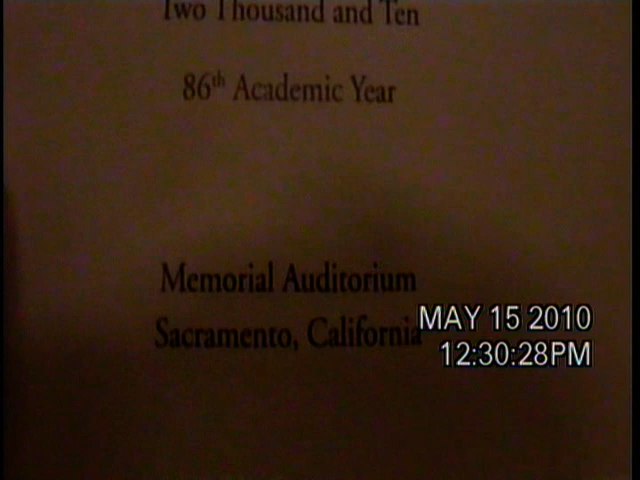 Two Thousand and Ten
86th Academic Year
Memorial Auditorium
Sacramento, California
MAY 15 2010
12:30:28PM